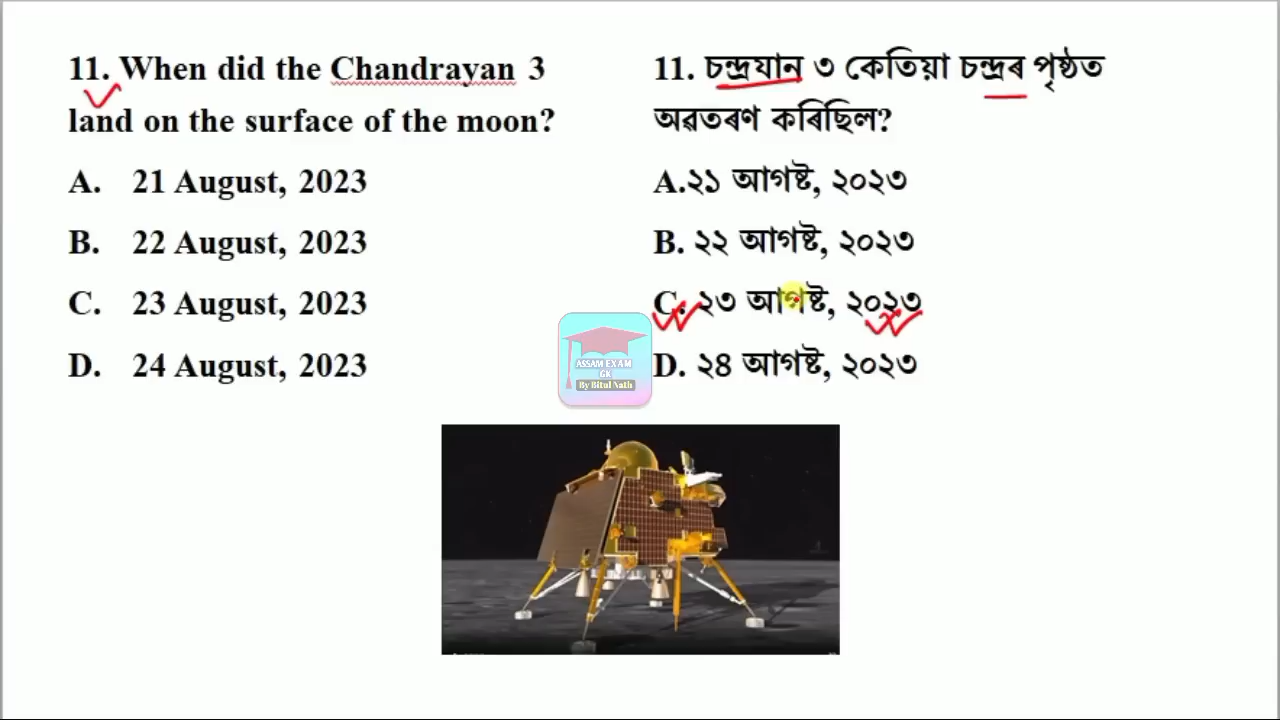 11. When did the Chandrayan 3
land on the surface of the moon?
A. 21 August, 2023
B. 22 August, 2023
C. 23 August, 2023
D. 24 August, 2023
11. চন্দ্ৰযান ৩ কেতিয়া চন্দ্ৰৰ পৃষ্ঠত
অৱতৰণ কৰিছিল?
A.২১ আগষ্ট, ২০২৩
B. ২২ আগষ্ট, ২০২৩
C. ২৩ আগষ্ট, ২০২৩
D. ২৪ আগষ্ট, ২০২৩
ASSAM EXAM
GK
By Bitul Nath